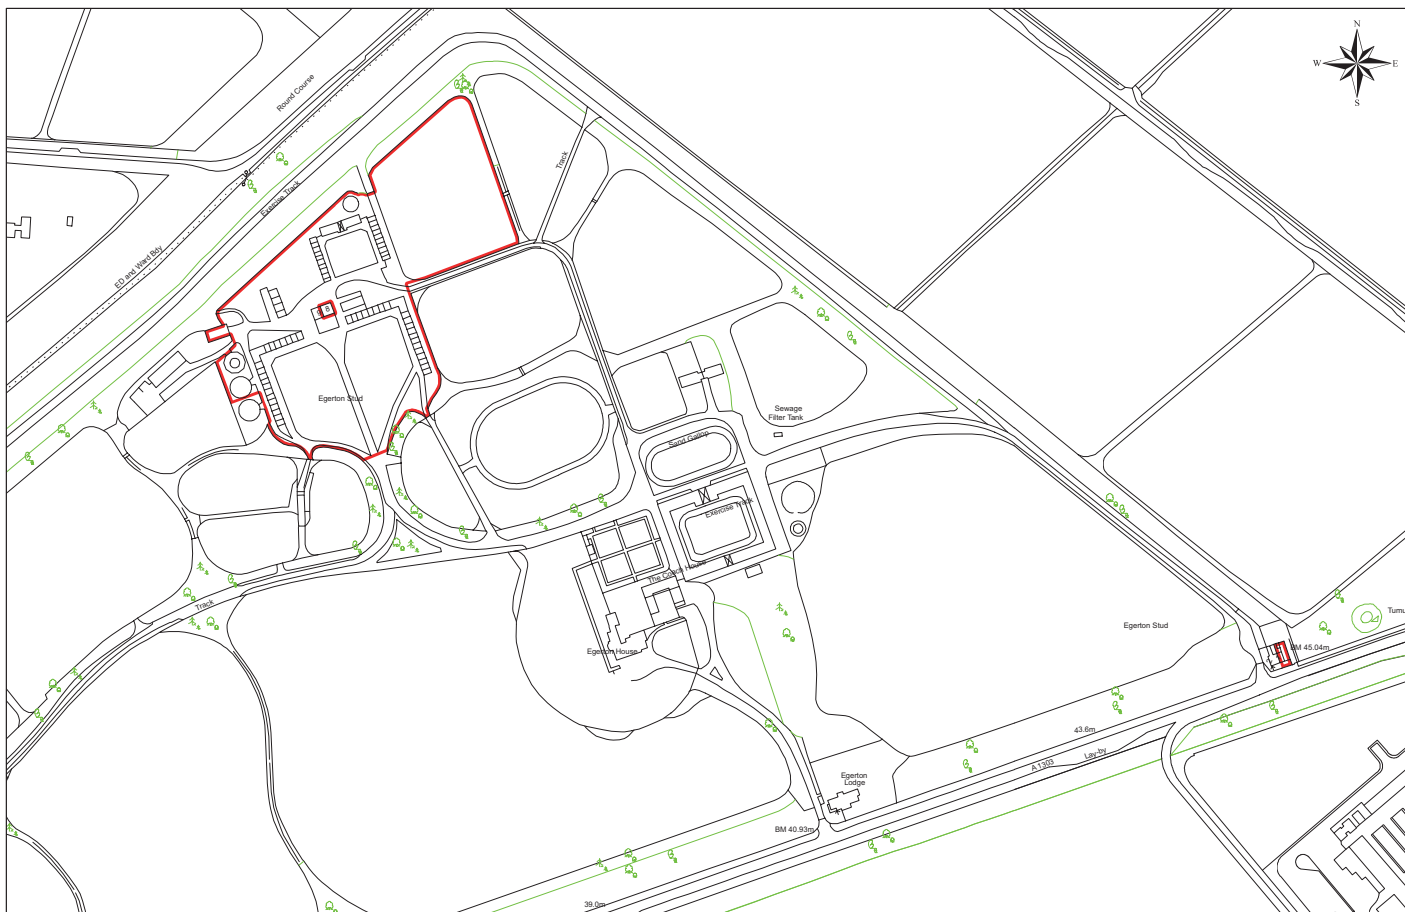 N
W E
S
Round Course
Exercise Track
Track
ED and Ward Bdy
B
Egerton Stud
Sewage
Filter Tank
Sand Gallop
Exercise Track
The Coach House
Track
Egerton House
Egerton Stud
Tumu
BM 45.04m
43.6m
Lay-by
A 1303
Egerton
Lodge
BM 40.93m
39.0m